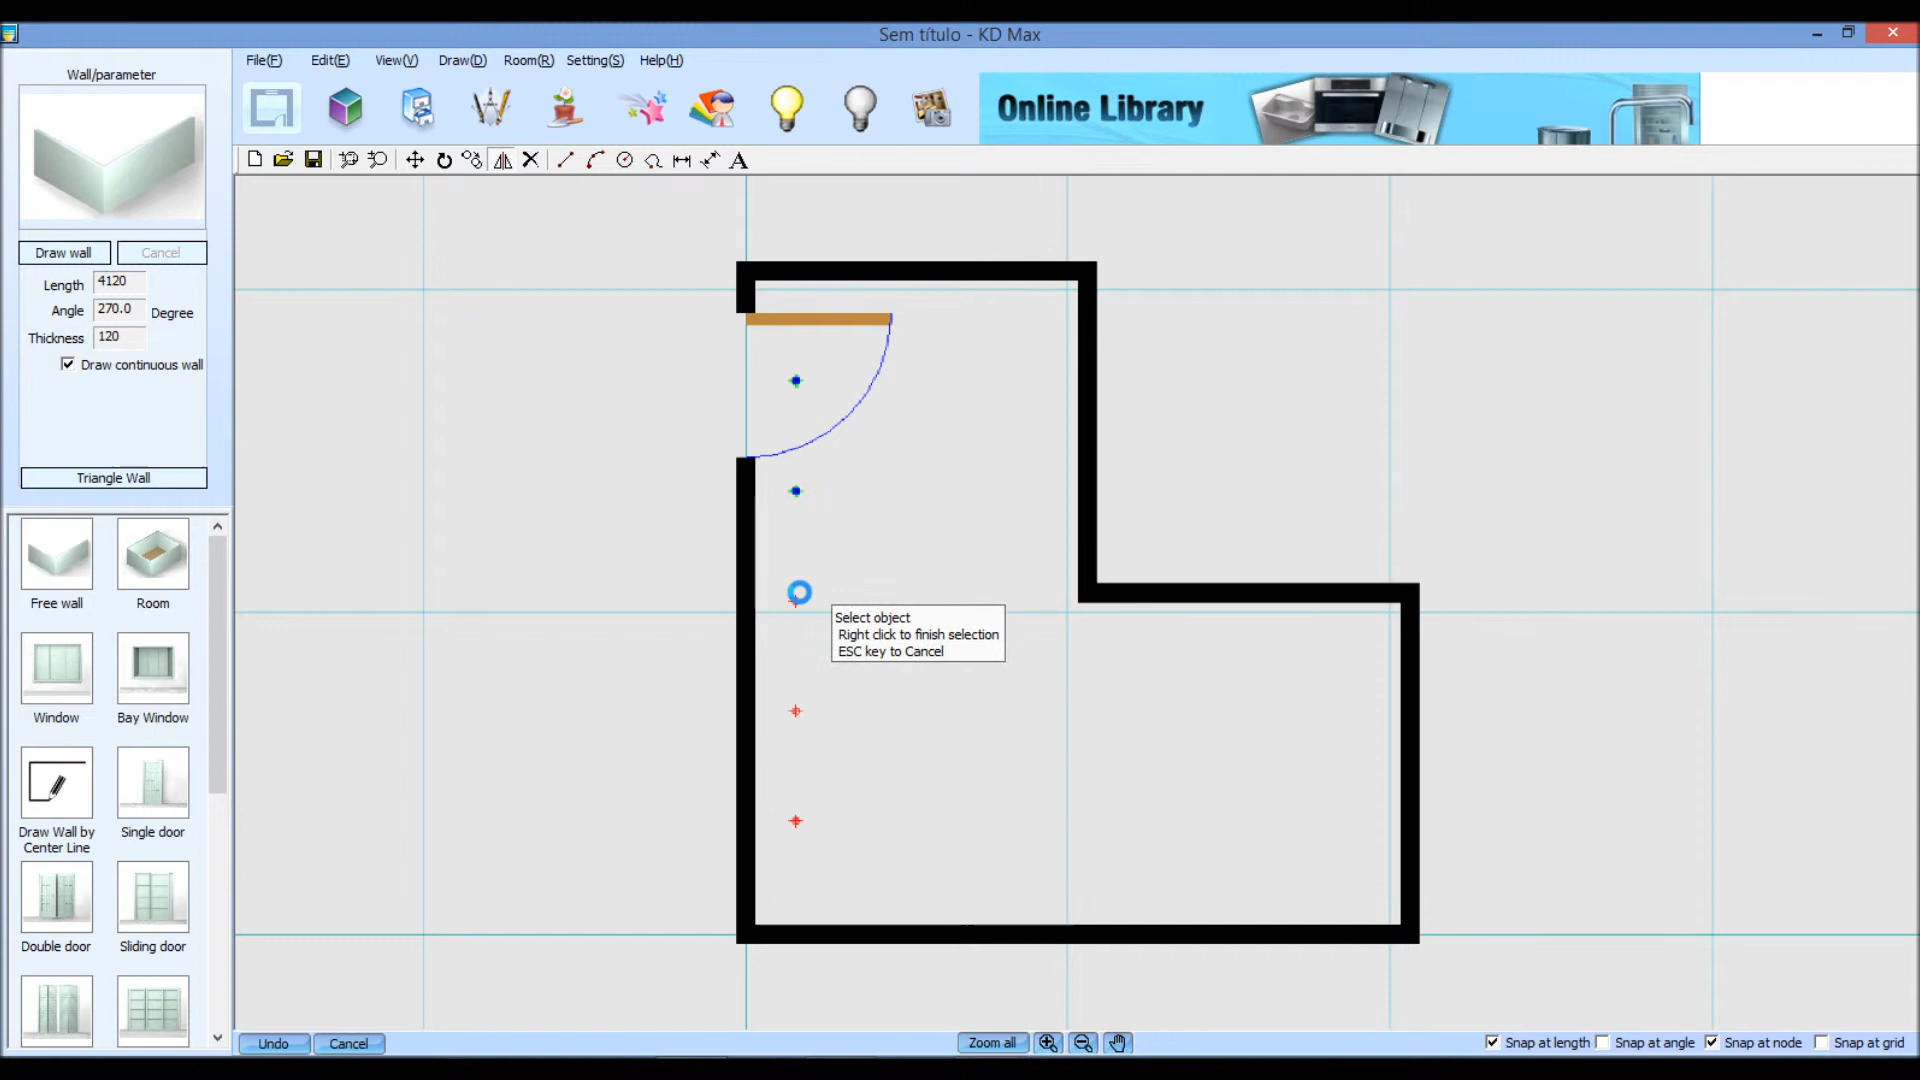 Sem título - KD Max
File(F)
Edit(E)
View(V)
Draw(D)
Room(R)
Setting(S)
Help(H)
Online Library
A
Wall/parameter
Draw wall
Cancel
Length
4120
Angle
270.0
Degree
Thickness
120
Draw continuous wall
Triangle Wall
Free wall
Room
Window
Bay Window
Draw Wall by
Center Line
Single door
Double door
Sliding door
Select object
Right click to finish selection
ESC key to Cancel
Undo
Cancel
Zoom all
Snap at length
Snap at angle
Snap at node
Snap at grid